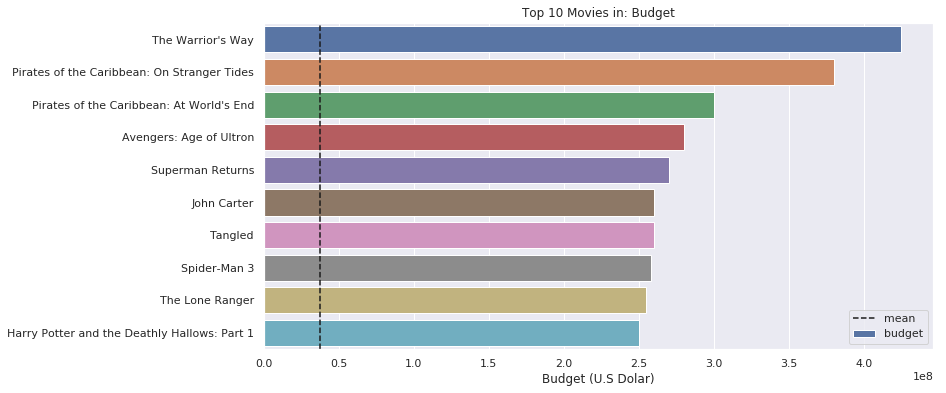 Top 10 Movies in: Budget
The Warrior's Way
Pirates of the Caribbean: On Stranger Tides
Pirates of the Caribbean: At World's End
Avengers: Age of Ultron
Superman Returns
John Carter
Tangled
Spider-Man 3
The Lone Ranger
Harry Potter and the Deathly Hallows: Part 1
mean
budget
0.0 0.5 1.0 1.5 2.0 2.5 3.0 3.5 4.0
Budget (U.S Dolar)
1e8